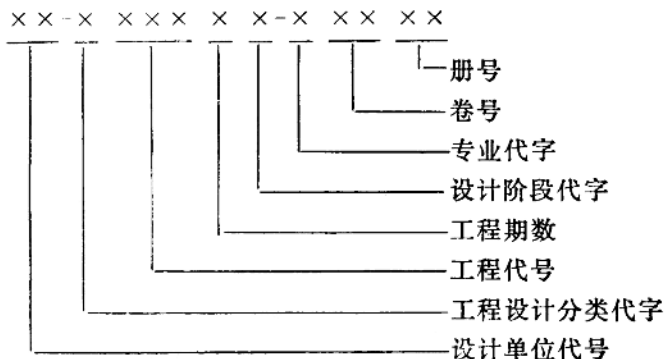 ××-× ××× × ×-× ×× ××
册号
卷号
专业代字
设计阶段代字
工程期数
工程代号
工程设计分类代字
设计单位代号